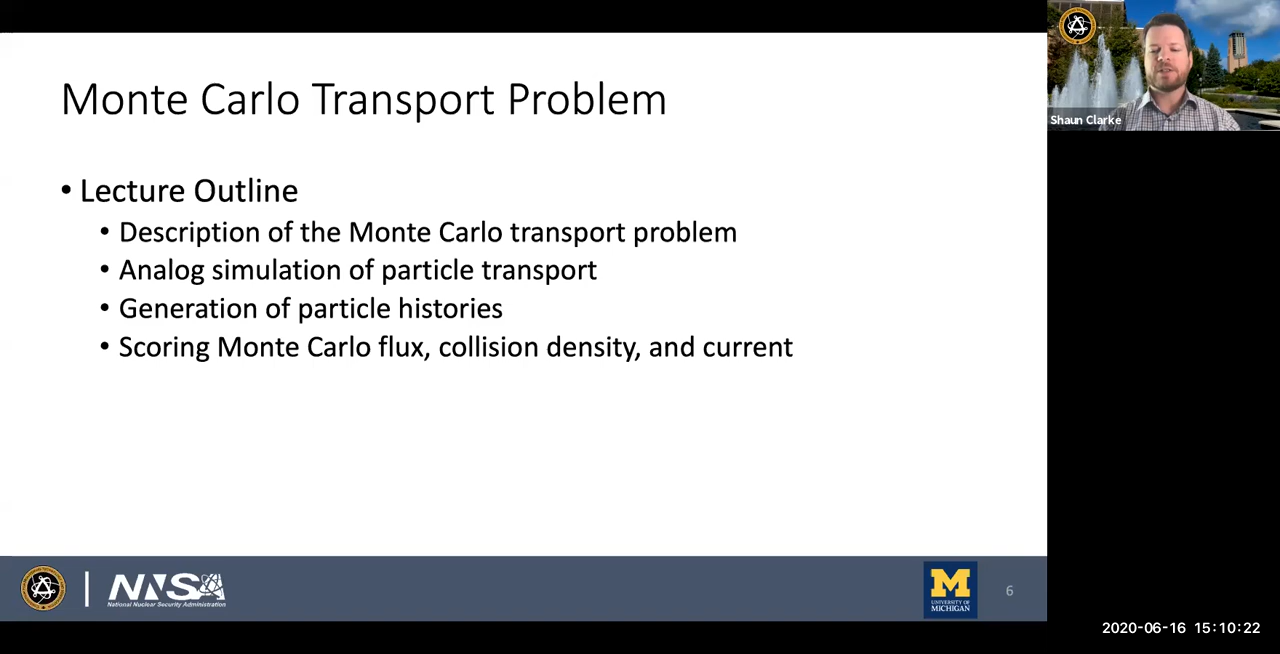 Monte Carlo Transport Problem
• Lecture Outline
• Description of the Monte Carlo transport problem
• Analog simulation of particle transport
• Generation of particle histories
• Scoring Monte Carlo flux, collision density, and current
Shaun Clarke
NNSA
National Nuclear Security Administration
M
UNIVERSITY OF
MICHIGAN
6
2020-06-16 15:10:22